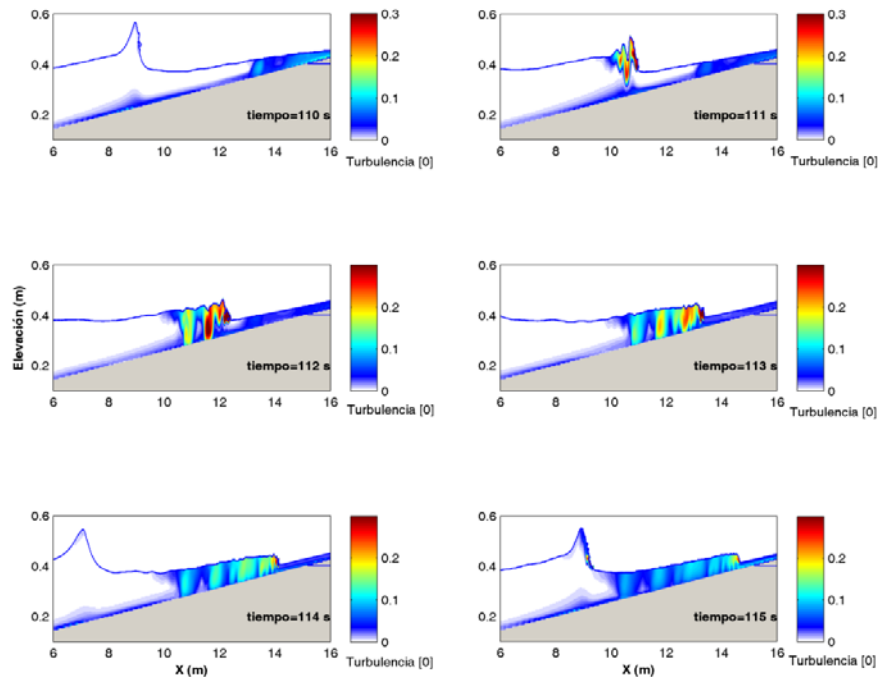 0.6
0.4
0.2
tiempo=110 s
6 8 10 12 14 16
0.3
0.2
0.1
0
Turbulencia [0]
0.6
0.4
0.2
tiempo=111 s
6 8 10 12 14 16
0.3
0.2
0.1
0
Turbulencia [0]
Elevación (m)
0.6
0.4
0.2
tiempo=112 s
6 8 10 12 14 16
0.2
0.1
0
Turbulencia [0]
0.6
0.4
0.2
tiempo=113 s
6 8 10 12 14 16
0.2
0.1
0
Turbulencia [0]
0.6
0.4
0.2
tiempo=114 s
6 8 10 12 14 16
X (m)
0.2
0.1
0
Turbulencia [0]
0.6
0.4
0.2
tiempo=115 s
6 8 10 12 14 16
X (m)
0.2
0.1
0
Turbulencia [0]